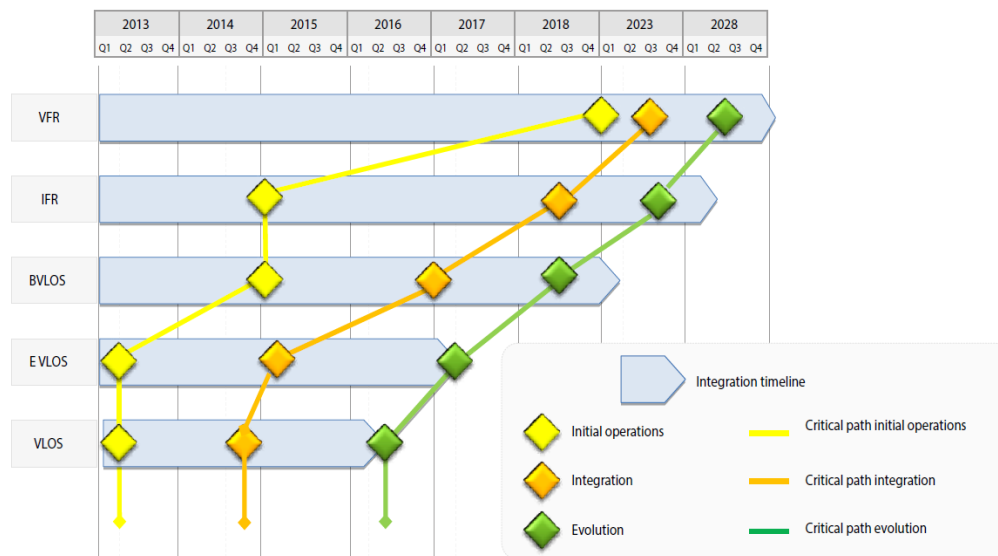 2013 2014 2015 2016 2017 2018 2023 2028
Q1 Q2 Q3 Q4 Q1 Q2 Q3 Q4 Q1 Q2 Q3 Q4 Q1 Q2 Q3 Q4 Q1 Q2 Q3 Q4 Q1 Q2 Q3 Q4 Q1 Q2 Q3 Q4 Q1 Q2 Q3 Q4
VFR
IFR
BVLOS
E VLOS
VLOS
Integration timeline
Initial operations Critical path initial operations
Integration Critical path integration
Evolution Critical path evolution